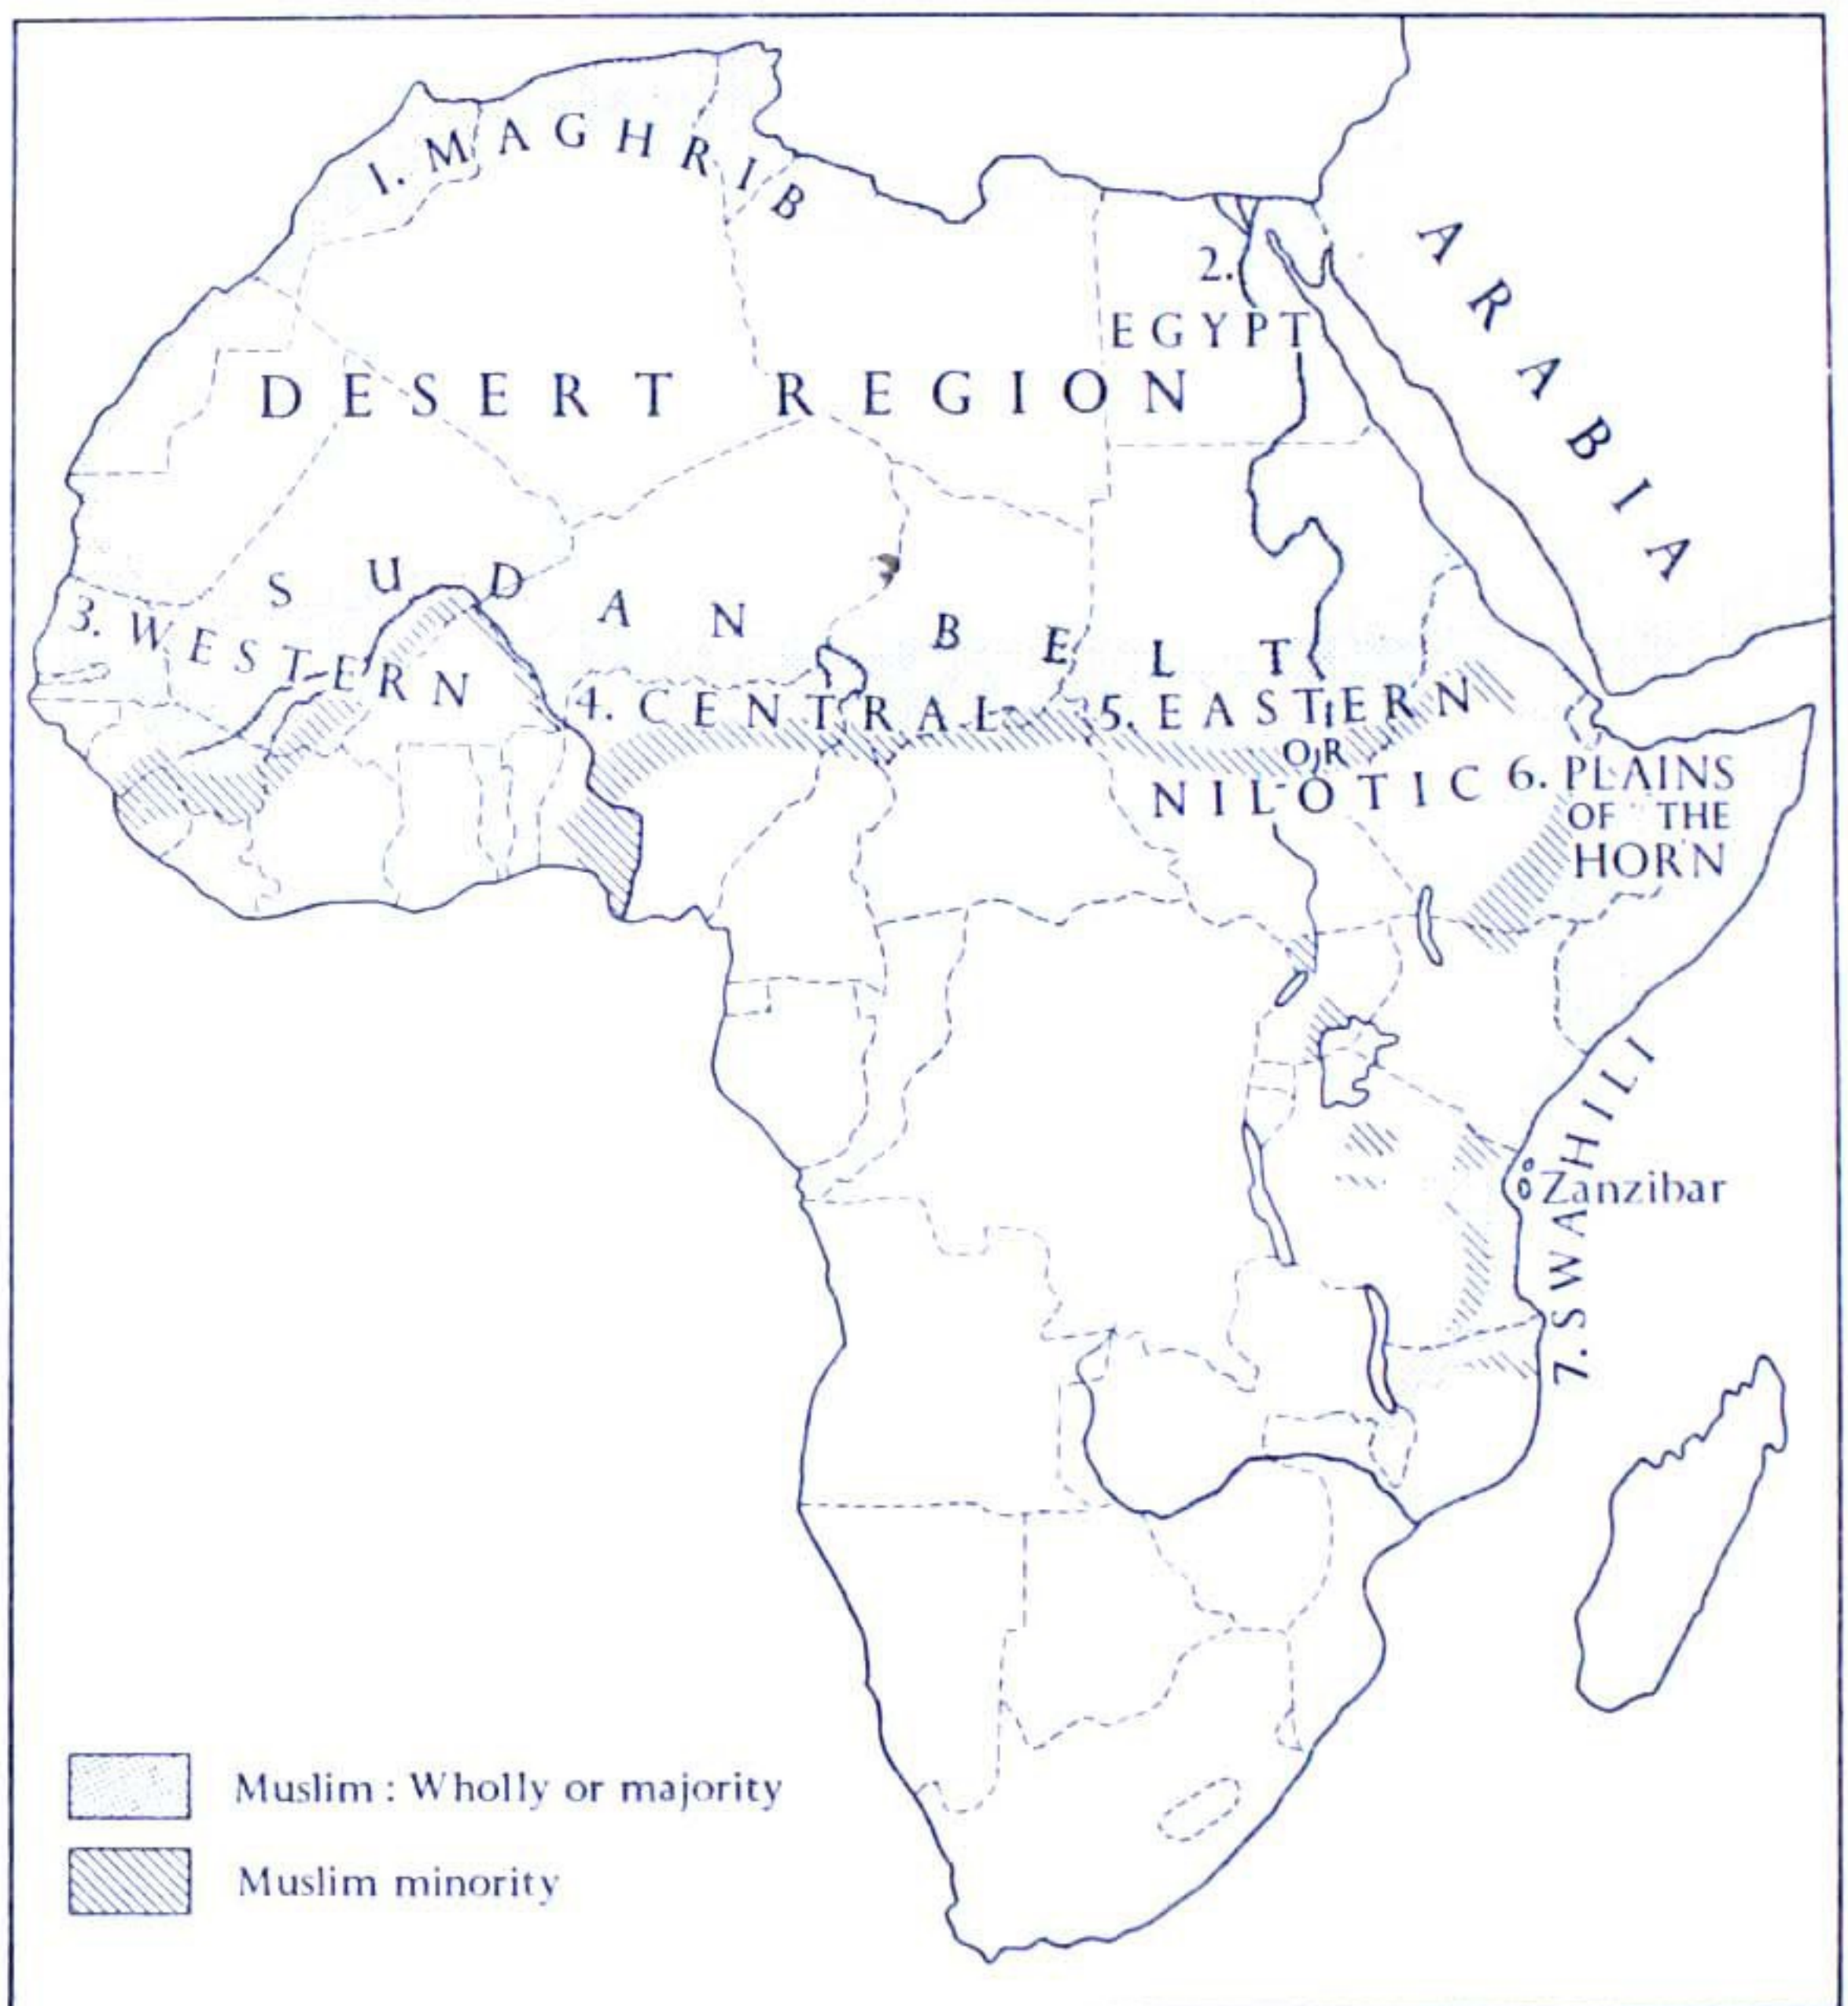 1. MAGHRIB
2.
EGYPT
ARABIA
DESERT REGION
SUDAN BELT
3. WESTERN
4. CENTRAL
5. EASTERN
OR
NILOTIC
6. PLAINS
OF THE
HORN
7. SWAHILI
Zanzibar
Muslim : Wholly or majority
Muslim minority